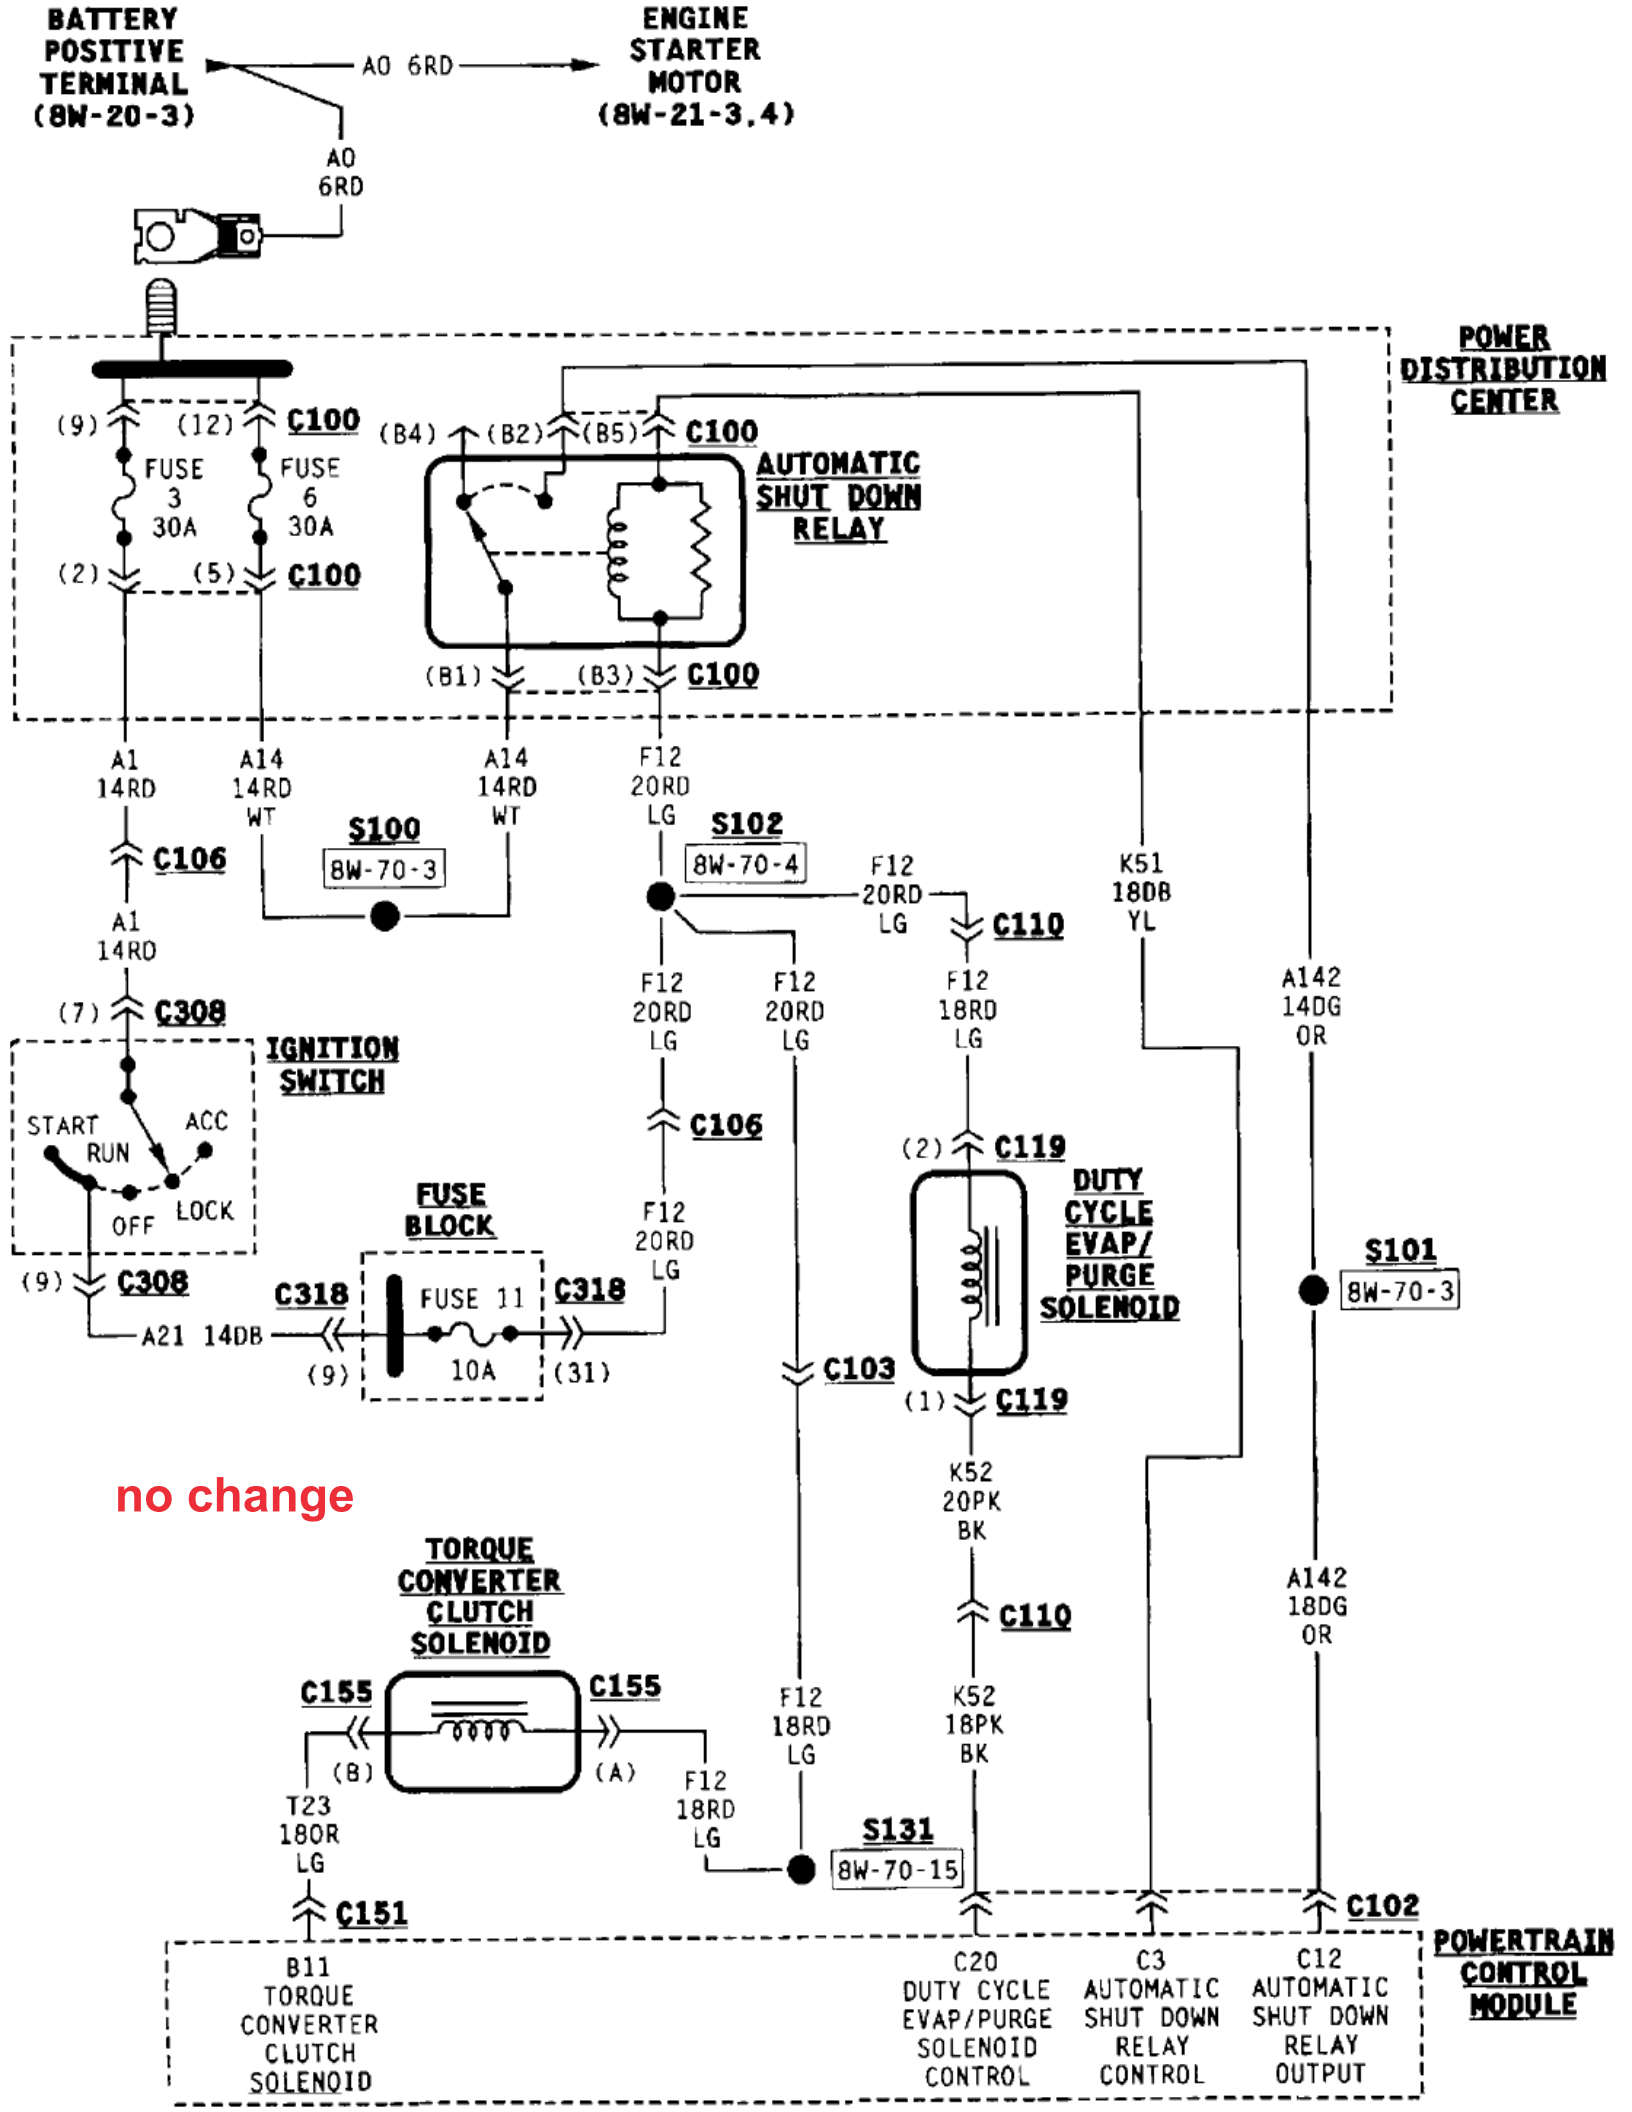 BATTERY
POSITIVE
TERMINAL
(8W-20-3)
A0 6RD
ENGINE
STARTER
MOTOR
(8W-21-3,4)
A0
6RD
POWER
DISTRIBUTION
CENTER
(9)
(12)
C100
(B4)
(B2)
(B5)
C100
FUSE
3
30A
FUSE
6
30A
AUTOMATIC
SHUT DOWN
RELAY
(2)
(5)
C100
(B1)
(B3)
C100
A1
14RD
A14
14RD
WT
A14
14RD
WT
F12
20RD
LG
S100
8W-70-3
S102
8W-70-4
C106
F12
20RD
LG
K51
18DB
YL
A1
14RD
C110
F12
20RD
LG
F12
20RD
LG
F12
18RD
LG
A142
14DG
OR
(7)
C308
IGNITION
SWITCH
START
RUN
ACC
OFF
LOCK
C106
(2)
C119
DUTY
CYCLE
EVAP/
PURGE
SOLENOID
FUSE
BLOCK
F12
20RD
LG
S101
8W-70-3
(9)
C308
C318
FUSE 11
C318
A21 14DB
(9)
10A
(31)
C103
(1)
C119
no change
K52
20PK
BK
TORQUE
CONVERTER
CLUTCH
SOLENOID
C110
A142
18DG
OR
C155
C155
(B)
(A)
F12
18RD
LG
K52
18PK
BK
T23
18OR
LG
F12
18RD
LG
S131
8W-70-15
C151
C102
POWERTRAIN
CONTROL
MODULE
B11
TORQUE
CONVERTER
CLUTCH
SOLENOID
C20
DUTY CYCLE
EVAP/PURGE
SOLENOID
CONTROL
C3
AUTOMATIC
SHUT DOWN
RELAY
CONTROL
C12
AUTOMATIC
SHUT DOWN
RELAY
OUTPUT